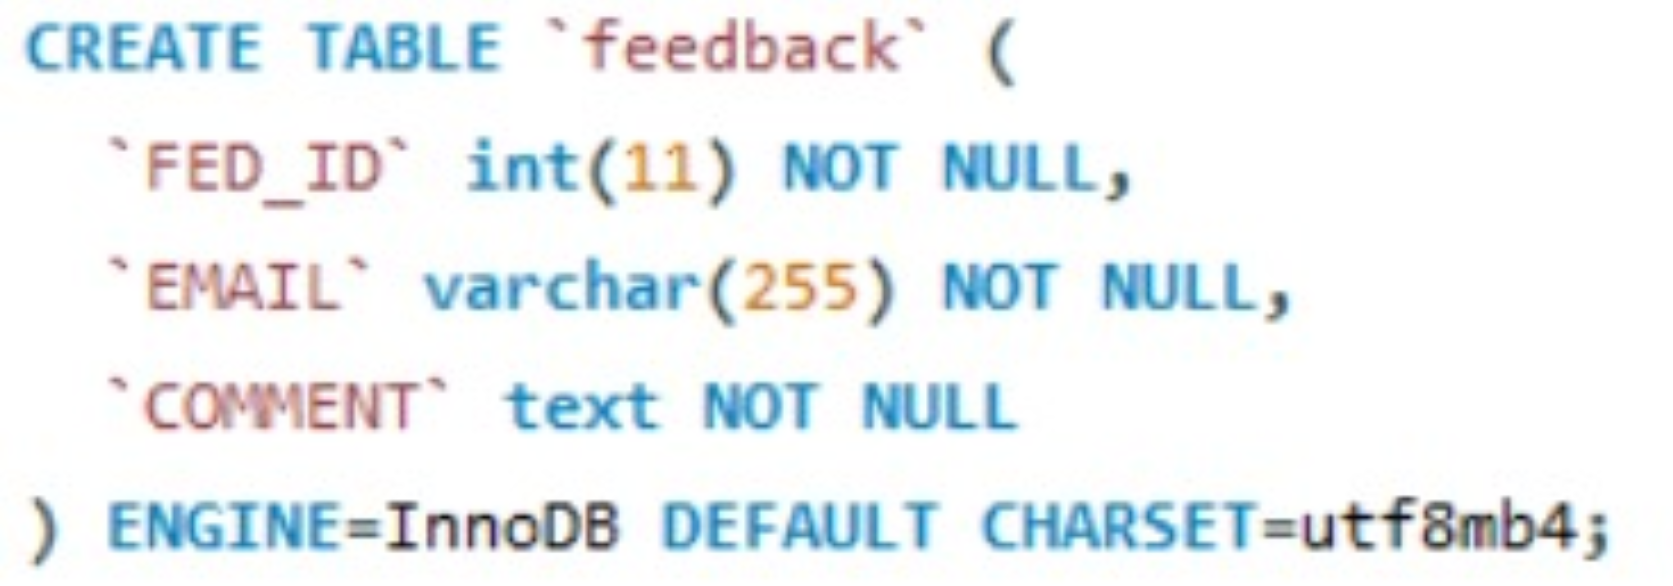 CREATE TABLE `feedback` (
`FED_ID` int(11) NOT NULL,
`EMAIL` varchar(255) NOT NULL,
`COMMENT` text NOT NULL
) ENGINE=InnoDB DEFAULT CHARSET=utf8mb4;